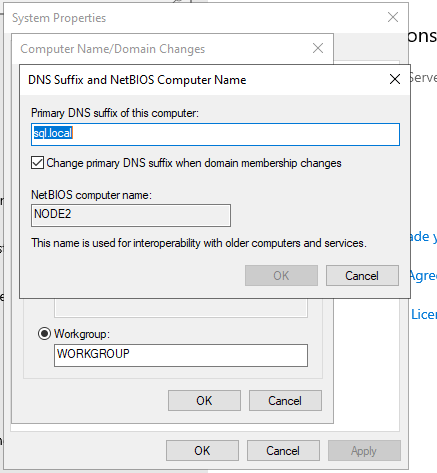 System Properties
ons
Computer Name/Domain Changes
DNS Suffix and NetBIOS Computer Name
Serve
Primary DNS suffix of this computer:
sql.local
Change primary DNS suffix when domain membership changes
NetBIOS computer name:
NODE2
This name is used for interoperability with older computers and services.
ade y
OK
Cancel
Agre
Licen
Workgroup:
WORKGROUP
OK
Cancel
OK
Cancel
Apply